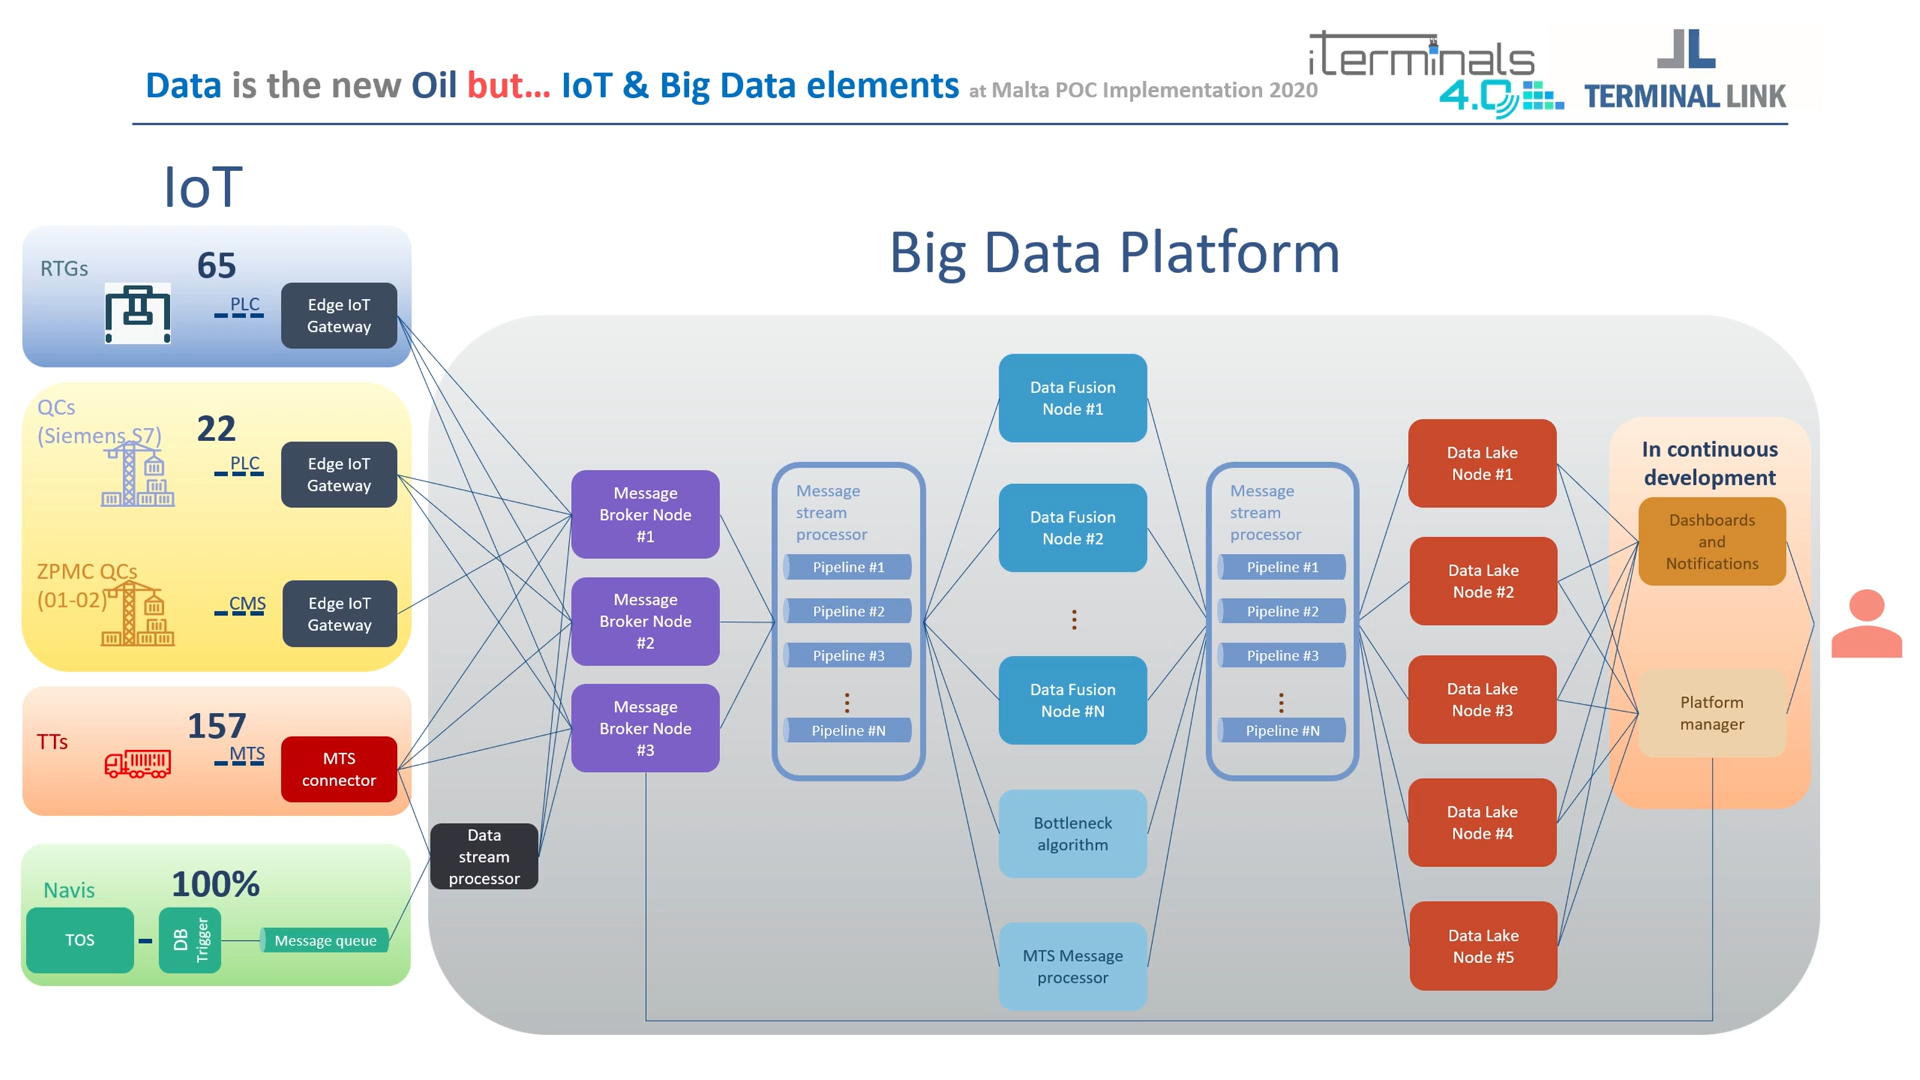 Data is the new Oil but... IoT & Big Data elements at Malta POC Implementation 2020
iTerminals
4.0
TERMINAL LINK
IoT
Big Data Platform
RTGs
65
PLC
Edge IoT
Gateway
QCs
(Siemens S7)
22
PLC
Edge IoT
Gateway
ZPMC QCs
(01-02)
CMS
Edge IoT
Gateway
TTs
157
MTS
MTS
connector
Navis
100%
TOS
DB
Trigger
Message queue
Data
stream
processor
Message
Broker Node
#1
Message
Broker Node
#2
Message
Broker Node
#3
Message
stream
processor
Pipeline #1
Pipeline #2
Pipeline #3
Pipeline #N
Data Fusion
Node #1
Data Fusion
Node #2
Data Fusion
Node #N
Bottleneck
algorithm
MTS Message
processor
Message
stream
processor
Pipeline #1
Pipeline #2
Pipeline #3
Pipeline #N
Data Lake
Node #1
Data Lake
Node #2
Data Lake
Node #3
Data Lake
Node #4
Data Lake
Node #5
In continuous
development
Dashboards
and
Notifications
Platform
manager